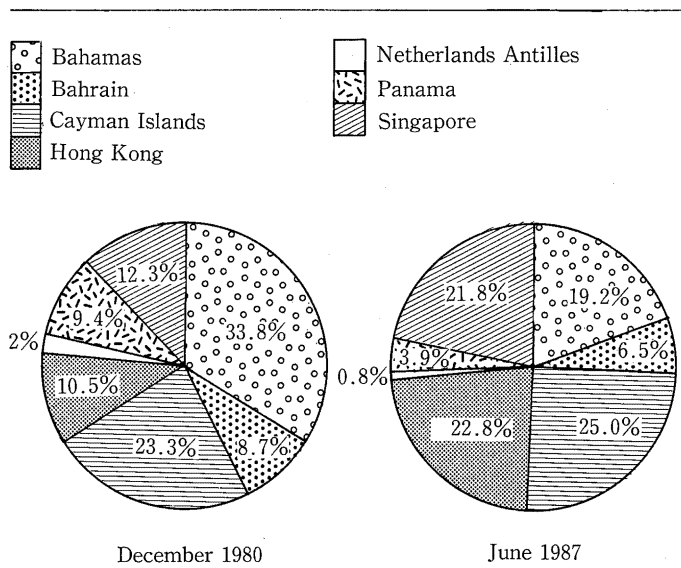 Bahamas
Bahrain
Cayman Islands
Hong Kong
Netherlands Antilles
Panama
Singapore
12.3%
33.8%
9.4%
2%
10.5%
23.3%
8.7%
December 1980
21.8%
19.2%
3.9%
6.5%
0.8%
22.8%
25.0%
June 1987